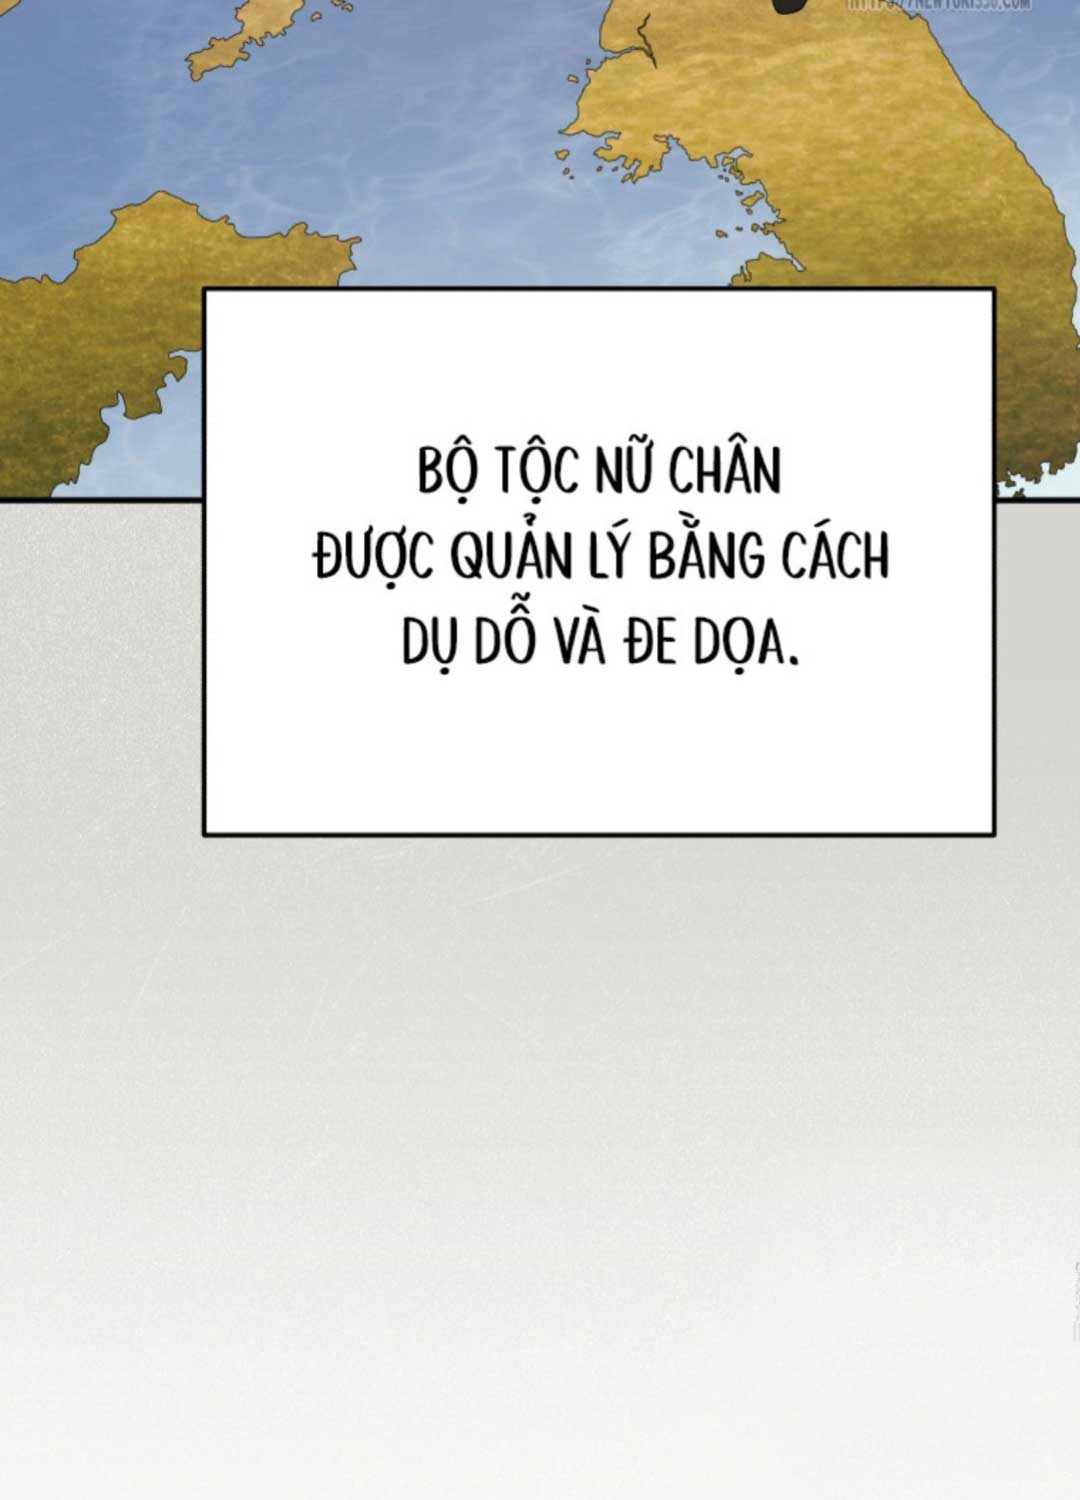 BỘ TỘC NỮ CHÂN
ĐƯỢC QUẢN LÝ BẰNG CÁCH
DỤ DỖ VÀ ĐE DỌA.